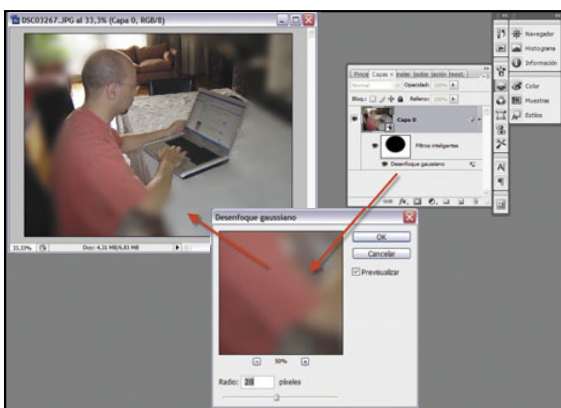 DSC03267.JPG al 33,3% (Capa 0, RGB/8)
33,33%
Doc: 4,31 MB/6,83 MB
Capas ×
Normal
Opacidad: 100%
Bloq.:
Relleno: 100%
Capa 0
Filtros inteligentes
Desenfoque gaussiano
Navegador
Histograma
Información
Color
Muestras
Estilos
Desenfoque gaussiano
OK
Cancelar
Previsualizar
50%
Radio: 20 píxeles